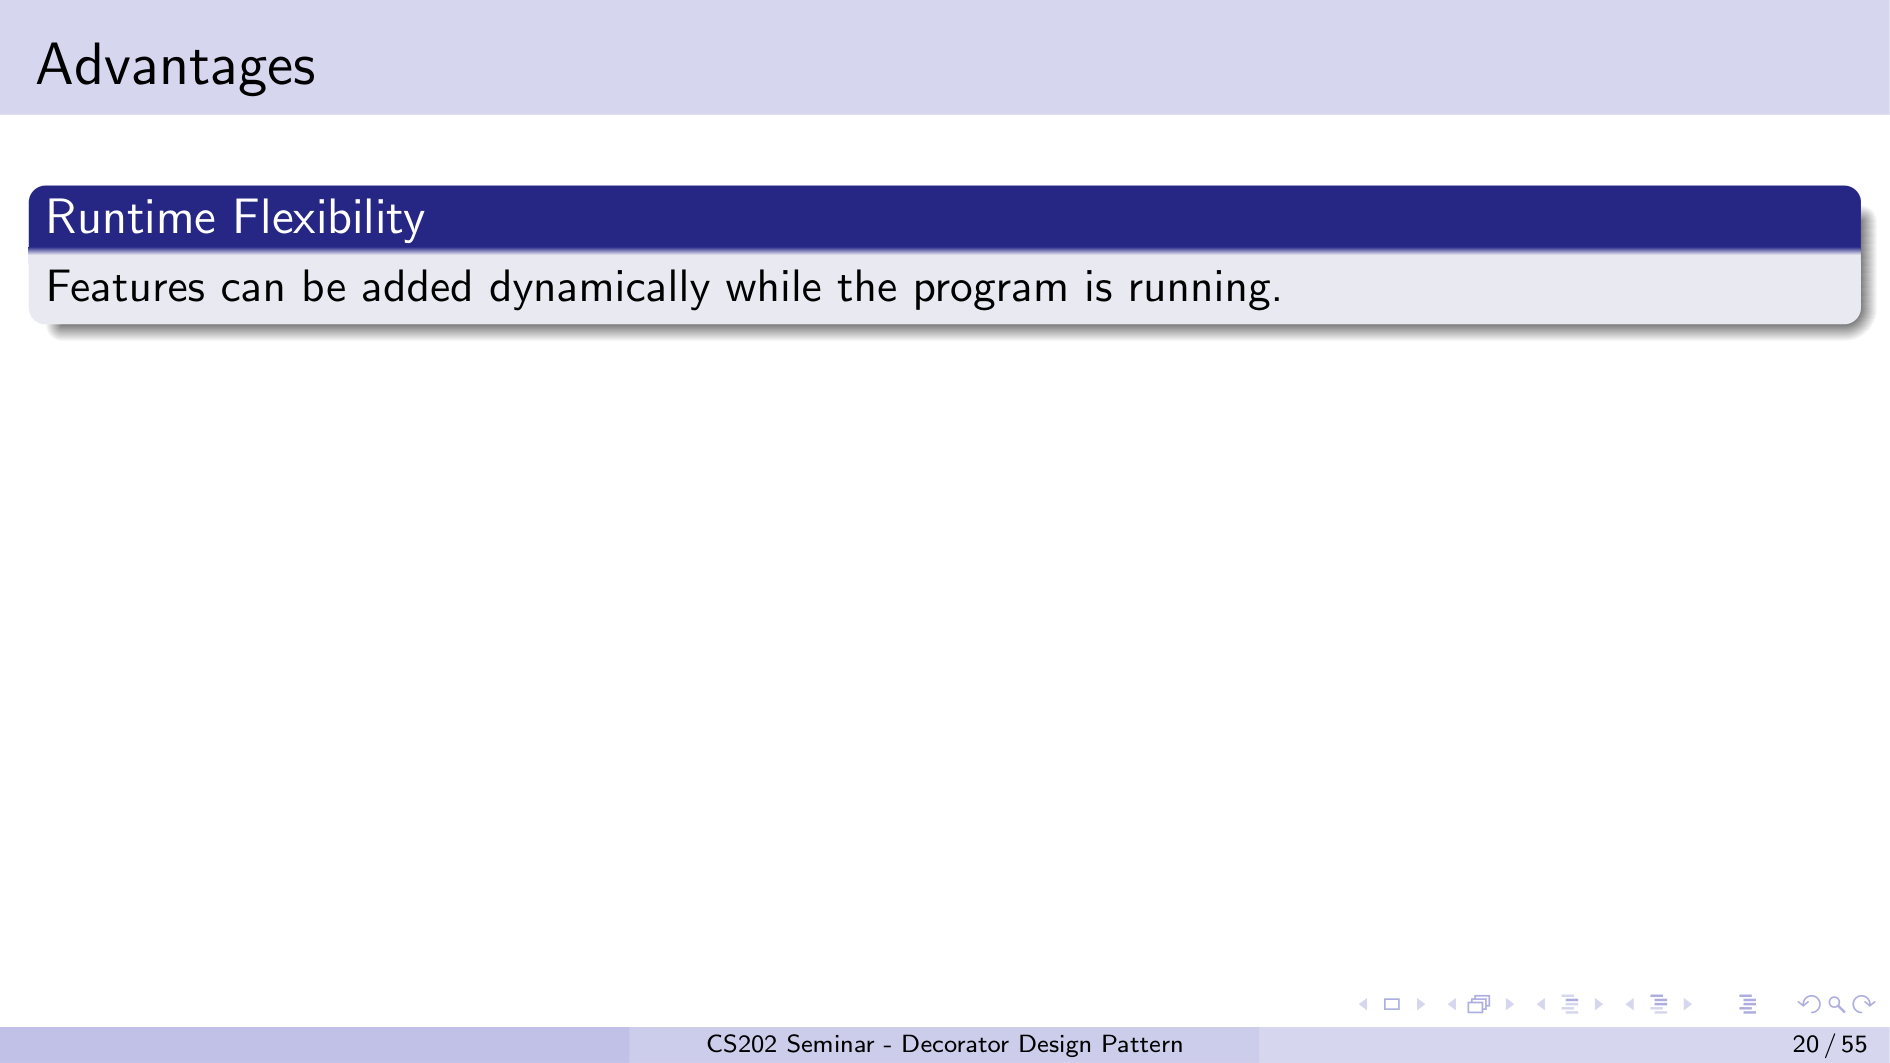 Advantages
Runtime Flexibility
Features can be added dynamically while the program is running.
CS202 Seminar - Decorator Design Pattern
20 / 55